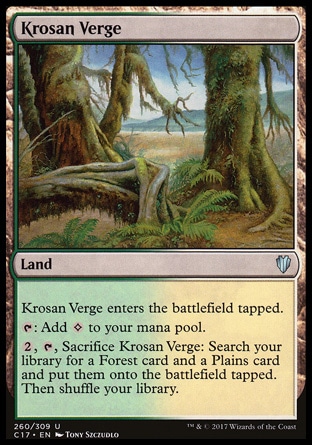 Krosan Verge
Land
Krosan Verge enters the battlefield tapped.
: Add to your mana pool.
2, , Sacrifice Krosan Verge: Search your
library for a Forest card and a Plains card
and put them onto the battlefield tapped.
Then shuffle your library.
260/309 U
C17 • EN Tony Szczudlo
™ & © 2017 Wizards of the Coast